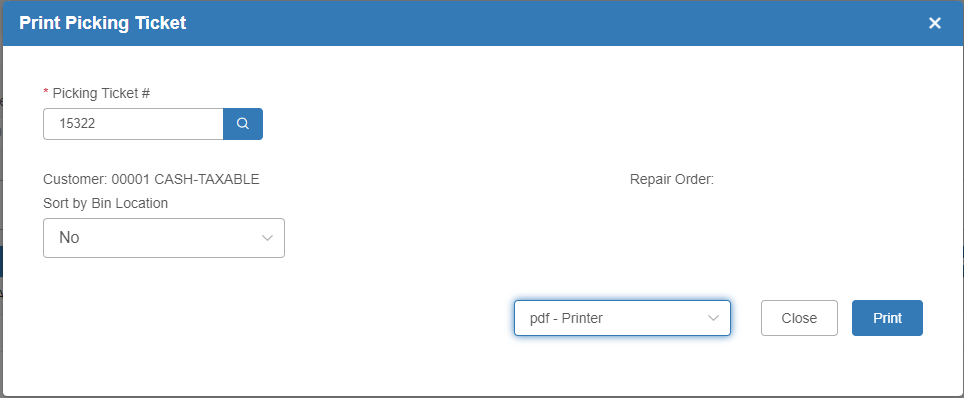 Print Picking Ticket
* Picking Ticket #
15322
Customer: 00001 CASH-TAXABLE
Repair Order:
Sort by Bin Location
No
pdf - Printer
Close
Print